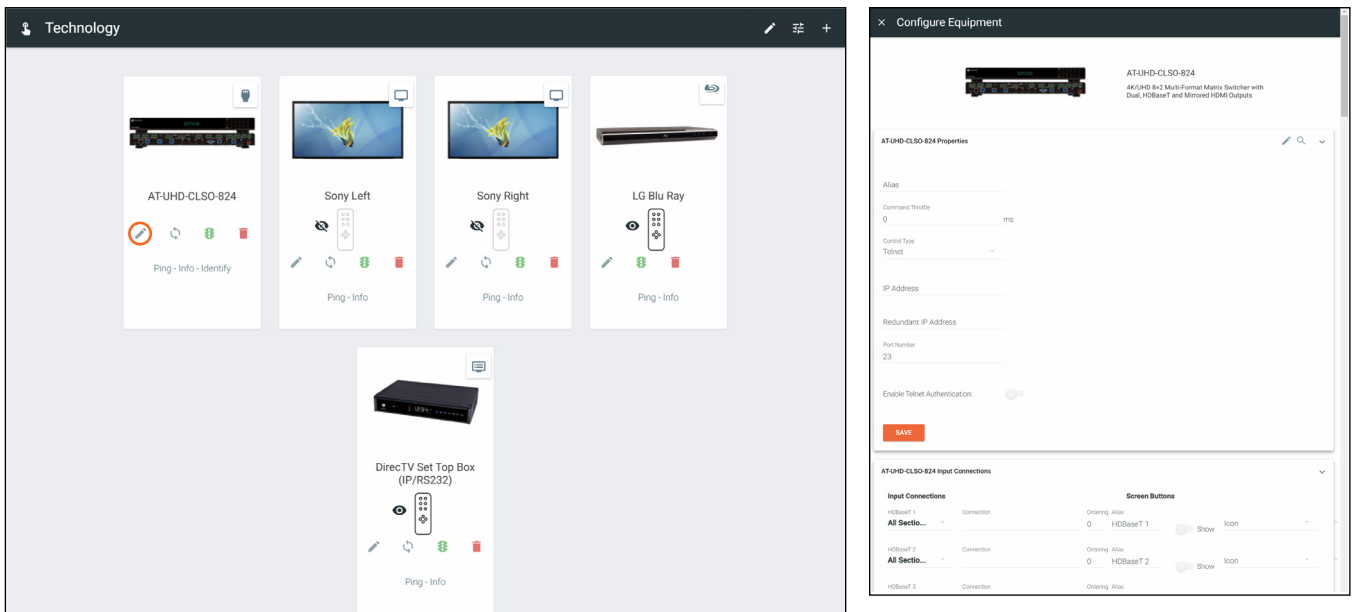 Technology
AT-UHD-CLSO-824
Ping - Info - Identify
Sony Left
Ping - Info
Sony Right
Ping - Info
LG Blu Ray
Ping - Info
DirecTV Set Top Box
(IP/RS232)
Ping - Info
× Configure Equipment
AT-UHD-CLSO-824
4K/UHD 8×2 Multi-Format Matrix Switcher with
Dual, HDBaseT and Mirrored HDMI Outputs
AT-UHD-CLSO-824 Properties
Alias
Command Throttle
0 ms
Control Type
Telnet
IP Address
Redundant IP Address
Port Number
23
Enable Telnet Authentication:
SAVE
AT-UHD-CLSO-824 Input Connections
Input Connections Screen Buttons
HDBaseT 1 Connection Ordering Alias
All Sectio... 0 HDBaseT 1 Show Icon
HDBaseT 2 Connection Ordering Alias
All Sectio... 0 HDBaseT 2 Show Icon
HDBaseT 3 Connection Ordering Alias